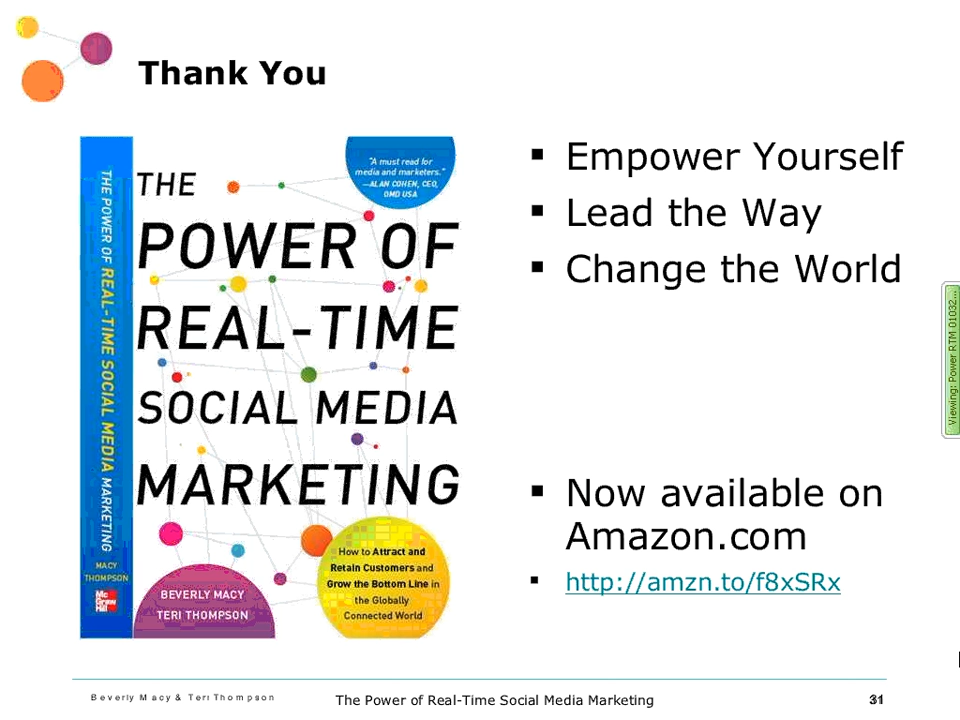 Thank You
THE POWER OF REAL-TIME SOCIAL MEDIA MARKETING
MACY
THOMPSON
Mc
Graw
Hill
"A must read for
media and marketers."
—ALAN COHEN, CEO,
OMD USA
THE
POWER OF
REAL-TIME
SOCIAL MEDIA
MARKETING
BEVERLY MACY
TERI THOMPSON
How to Attract and
Retain Customers and
Grow the Bottom Line in
the Globally
Connected World
▪ Empower Yourself
▪ Lead the Way
▪ Change the World
▪ Now available on
Amazon.com
▪ http://amzn.to/f8xSRx
Viewing: Power RTM 01032...
Beverly Macy & Teri Thompson
The Power of Real-Time Social Media Marketing
31